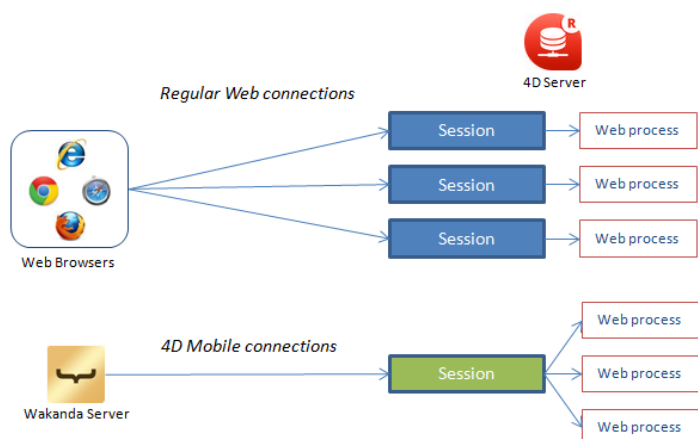 R
4D Server
Regular Web connections
Session
Web process
Session
Web process
Session
Web process
Web Browsers
4D Mobile connections
Web process
Session
Web process
Web process
Wakanda Server